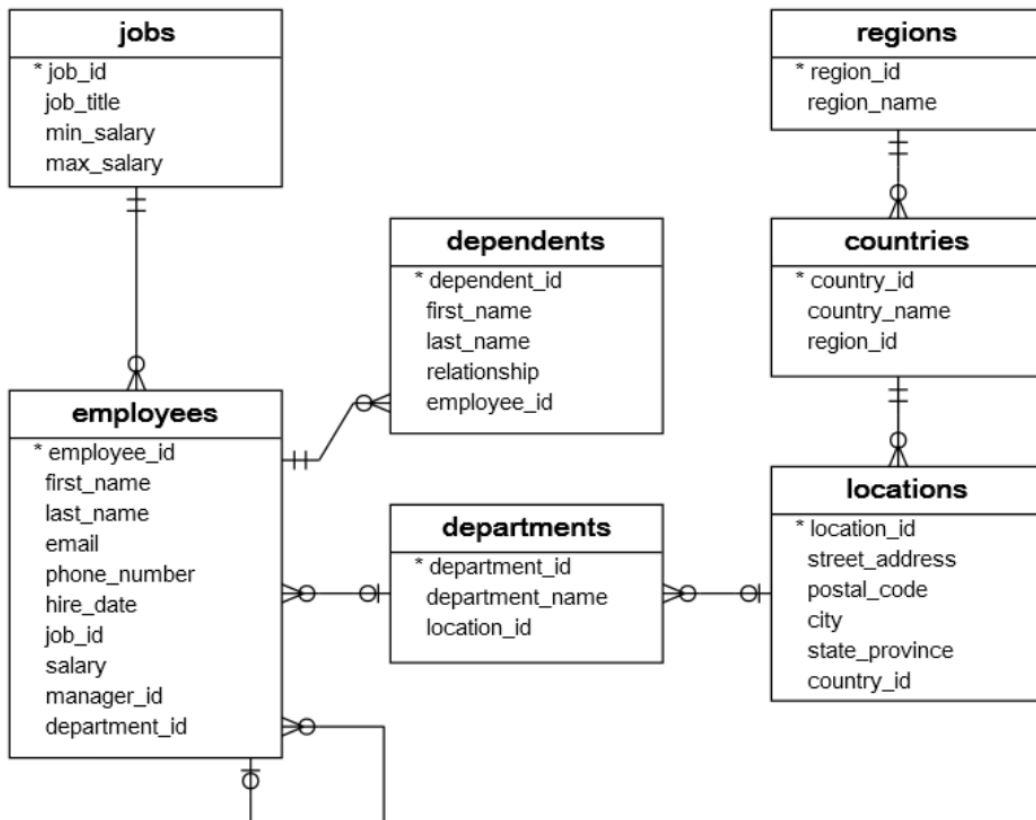 jobs
* job_id
job_title
min_salary
max_salary
regions
* region_id
region_name
dependents
* dependent_id
first_name
last_name
relationship
employee_id
countries
* country_id
country_name
region_id
employees
* employee_id
first_name
last_name
email
phone_number
hire_date
job_id
salary
manager_id
department_id
departments
* department_id
department_name
location_id
locations
* location_id
street_address
postal_code
city
state_province
country_id